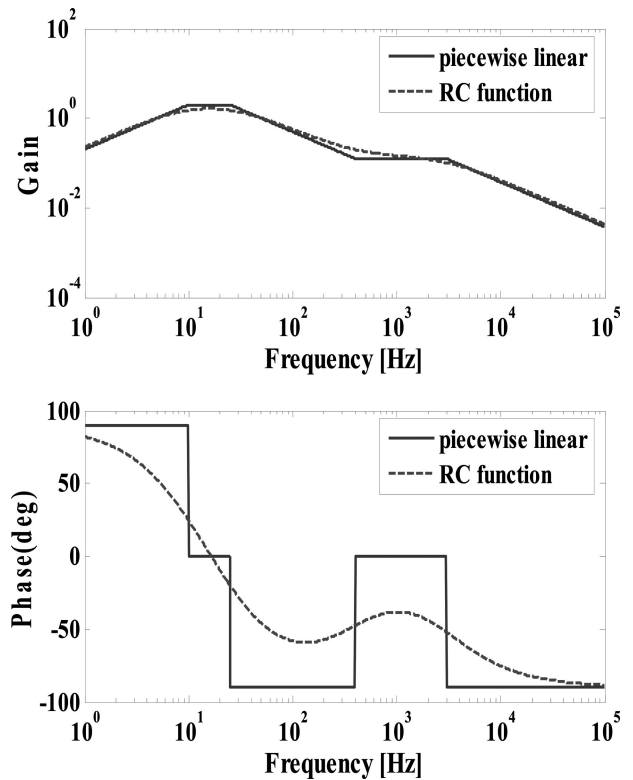 10^2
10^0
10^-2
10^-4
Gain
piecewise linear
RC function
10^0 10^1 10^2 10^3 10^4 10^5
Frequency [Hz]
100
50
0
-50
-100
Phase(deg)
piecewise linear
RC function
10^0 10^1 10^2 10^3 10^4 10^5
Frequency [Hz]